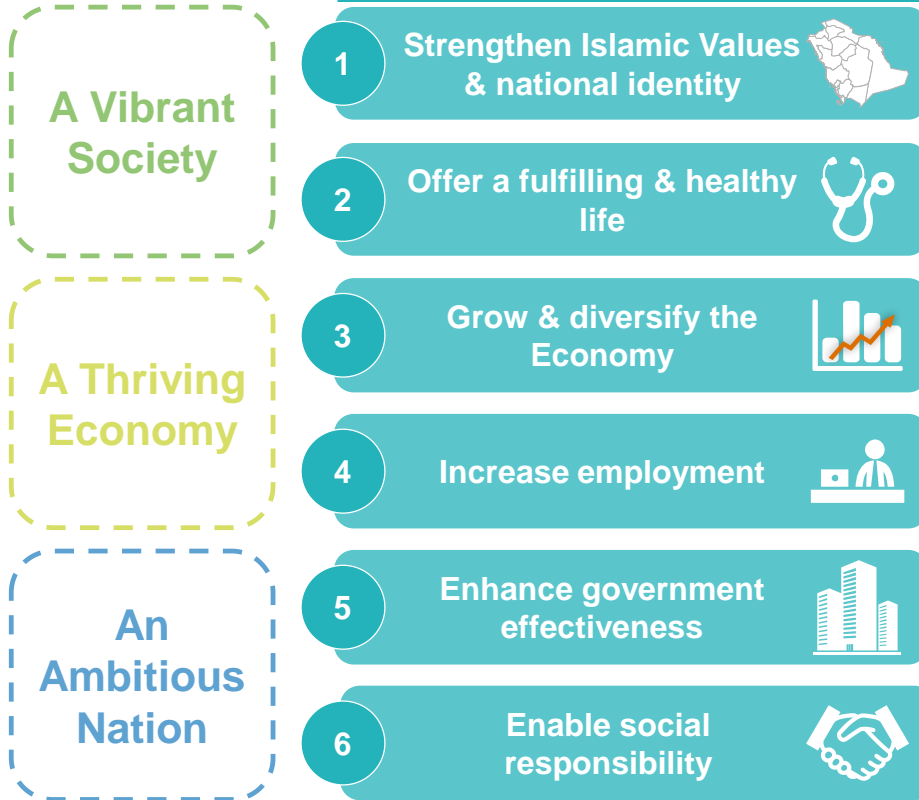 A Vibrant
Society
1
Strengthen Islamic Values
& national identity
2
Offer a fulfilling & healthy
life
A Thriving
Economy
3
Grow & diversify the
Economy
4
Increase employment
An
Ambitious
Nation
5
Enhance government
effectiveness
6
Enable social
responsibility